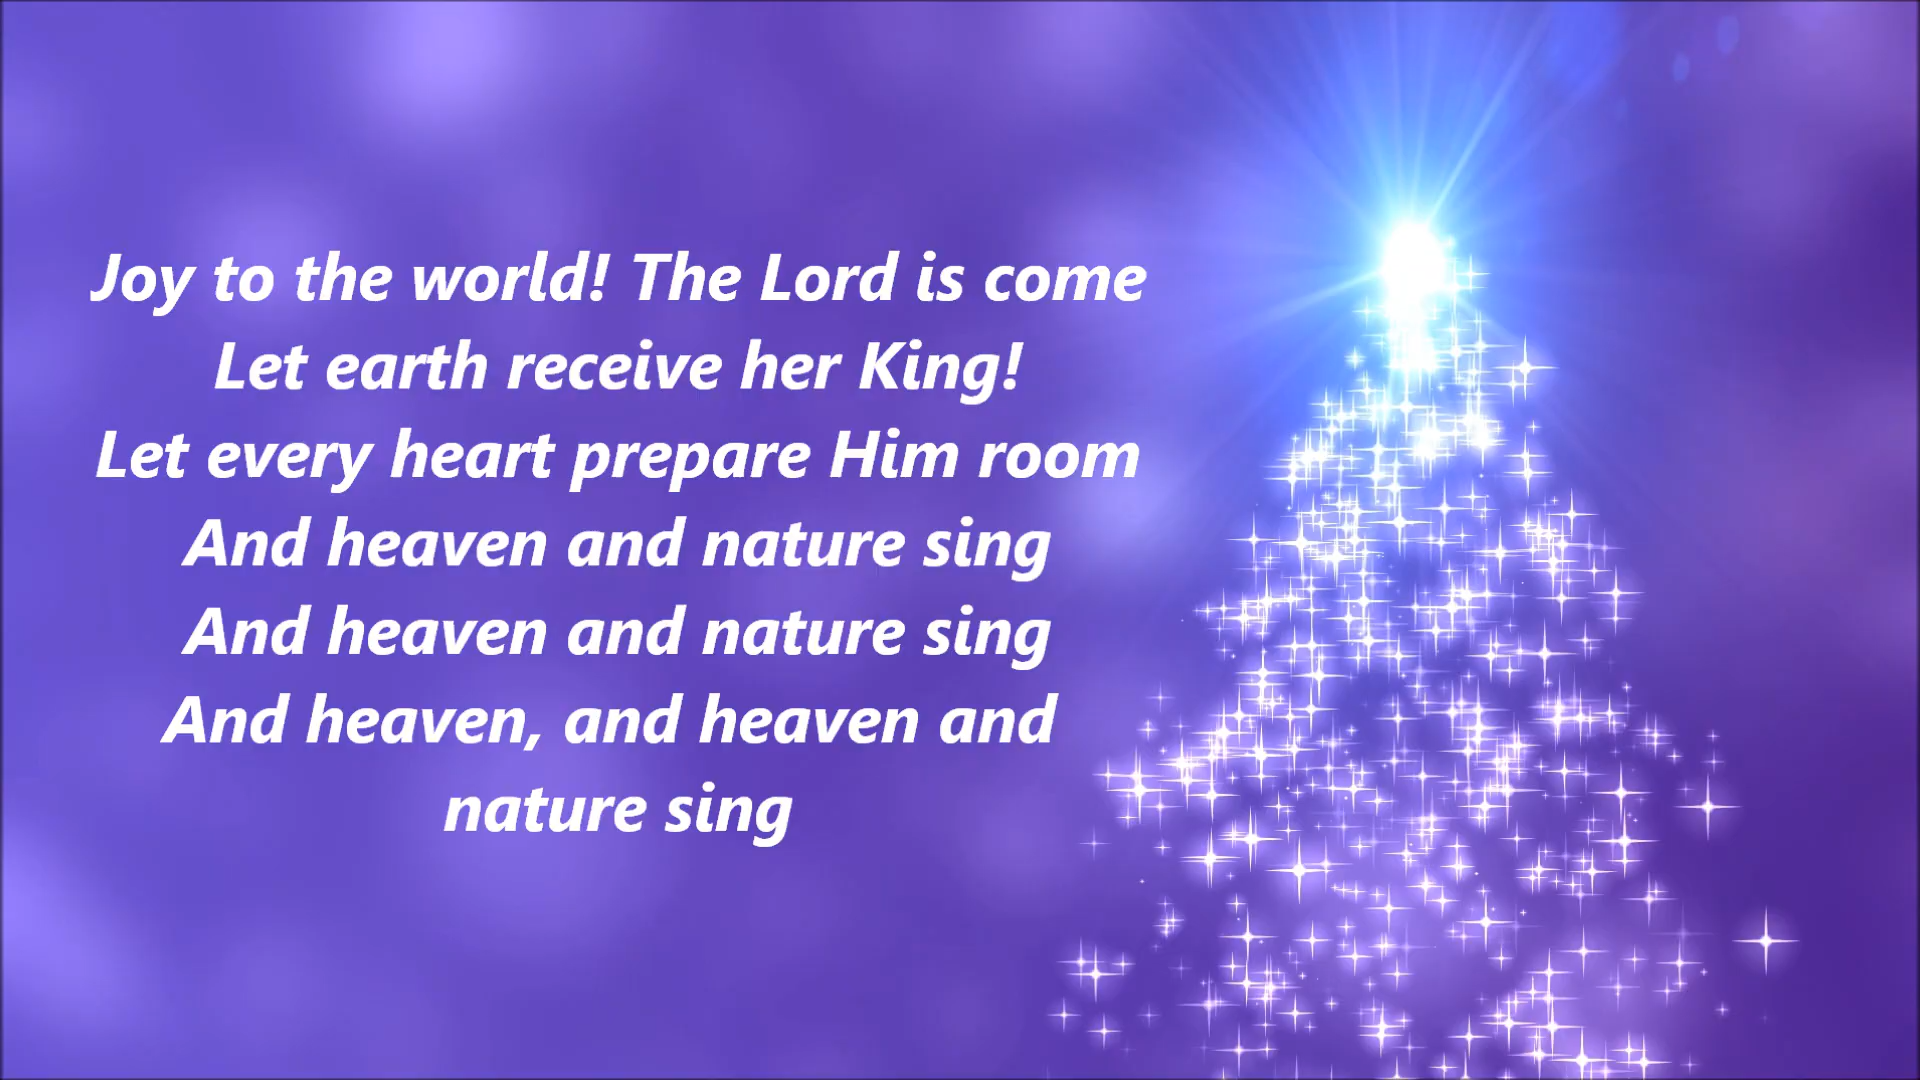 Joy to the world! The Lord is come
Let earth receive her King!
Let every heart prepare Him room
And heaven and nature sing
And heaven and nature sing
And heaven, and heaven and
nature sing